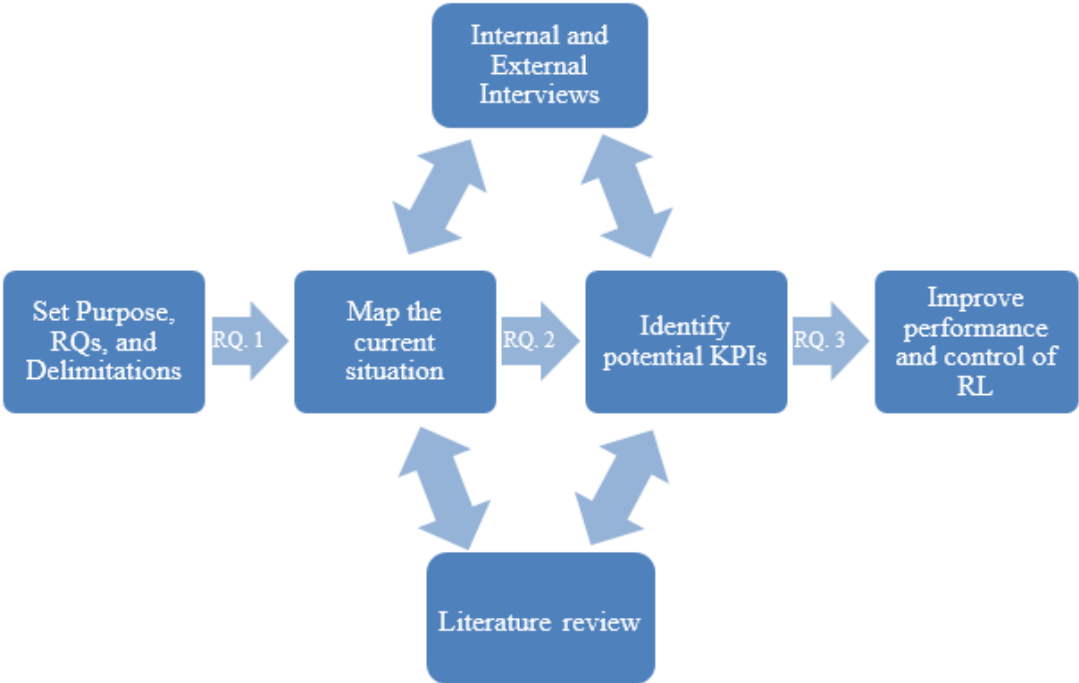 Internal and
External
Interviews
Set Purpose,
RQs, and
Delimitations
RQ. 1
Map the
current
situation
RQ. 2
Identify
potential KPIs
RQ. 3
Improve
performance
and control of
RL
Literature review